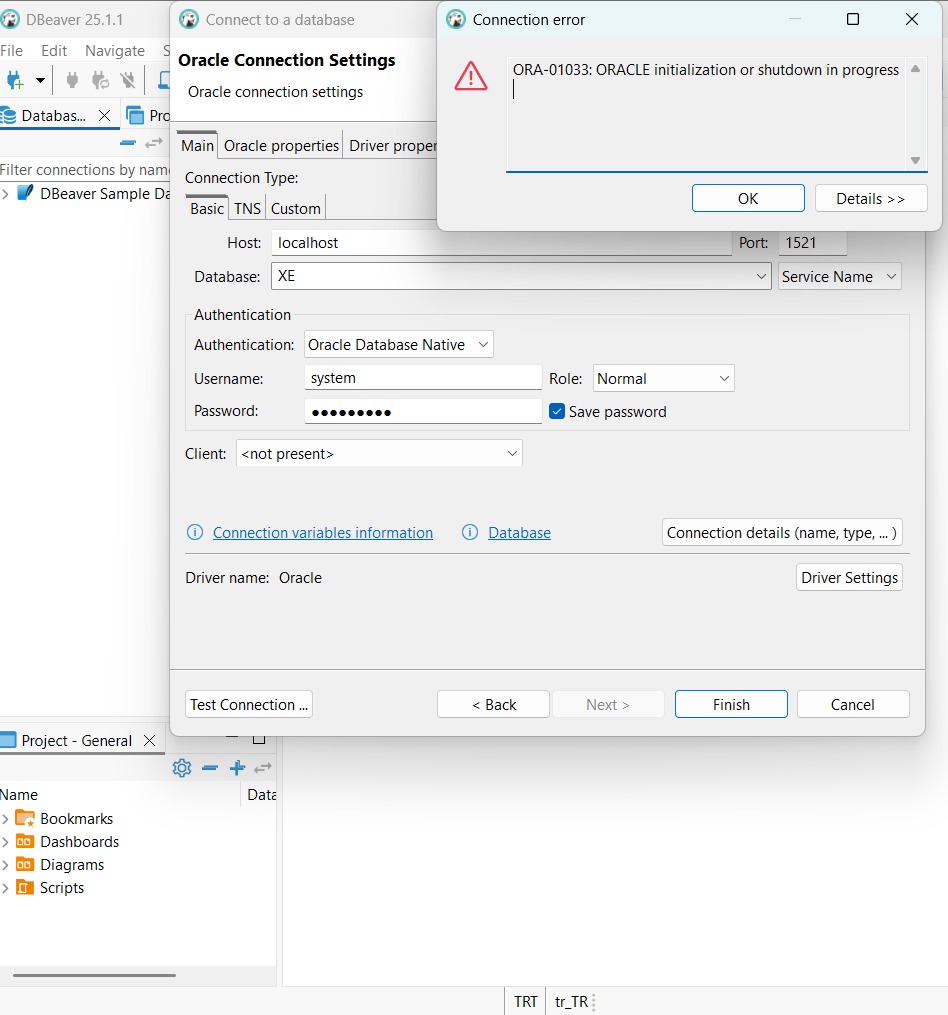 DBeaver 25.1.1
File Edit Navigate S
Databas...
Pro
Filter connections by name
DBeaver Sample Da
Connect to a database
Oracle Connection Settings
Oracle connection settings
Main Oracle properties Driver proper
Connection Type:
Basic TNS Custom
Host: localhost Port: 1521
Database: XE Service Name
Authentication
Authentication: Oracle Database Native
Username: system Role: Normal
Password: ●●●●●●●●● Save password
Client: <not present>
Connection variables information Database Connection details (name, type, ... )
Driver name: Oracle Driver Settings
Test Connection ... < Back Next > Finish Cancel
Connection error
ORA-01033: ORACLE initialization or shutdown in progress
OK Details >>
Project - General
Name Data
Bookmarks
Dashboards
Diagrams
Scripts
TRT tr_TR